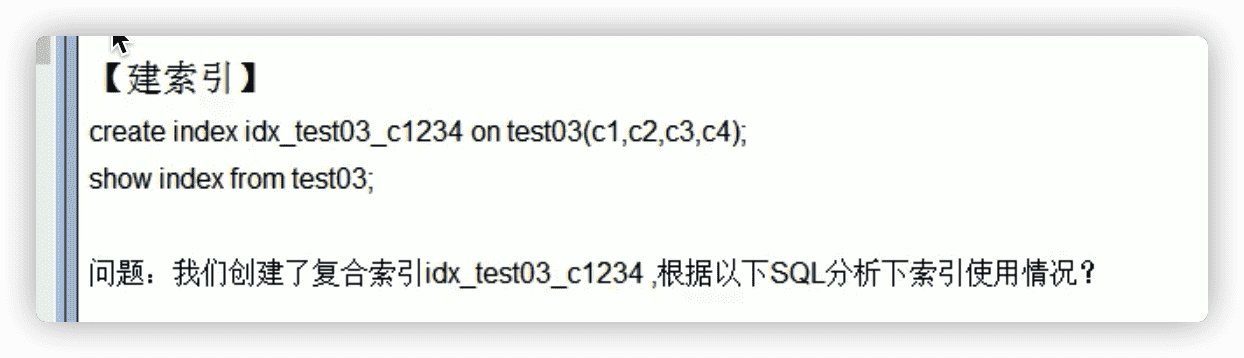 【建索引】
create index idx_test03_c1234 on test03(c1,c2,c3,c4);
show index from test03;
问题：我们创建了复合索引idx_test03_c1234 ,根据以下SQL分析下索引使用情况？